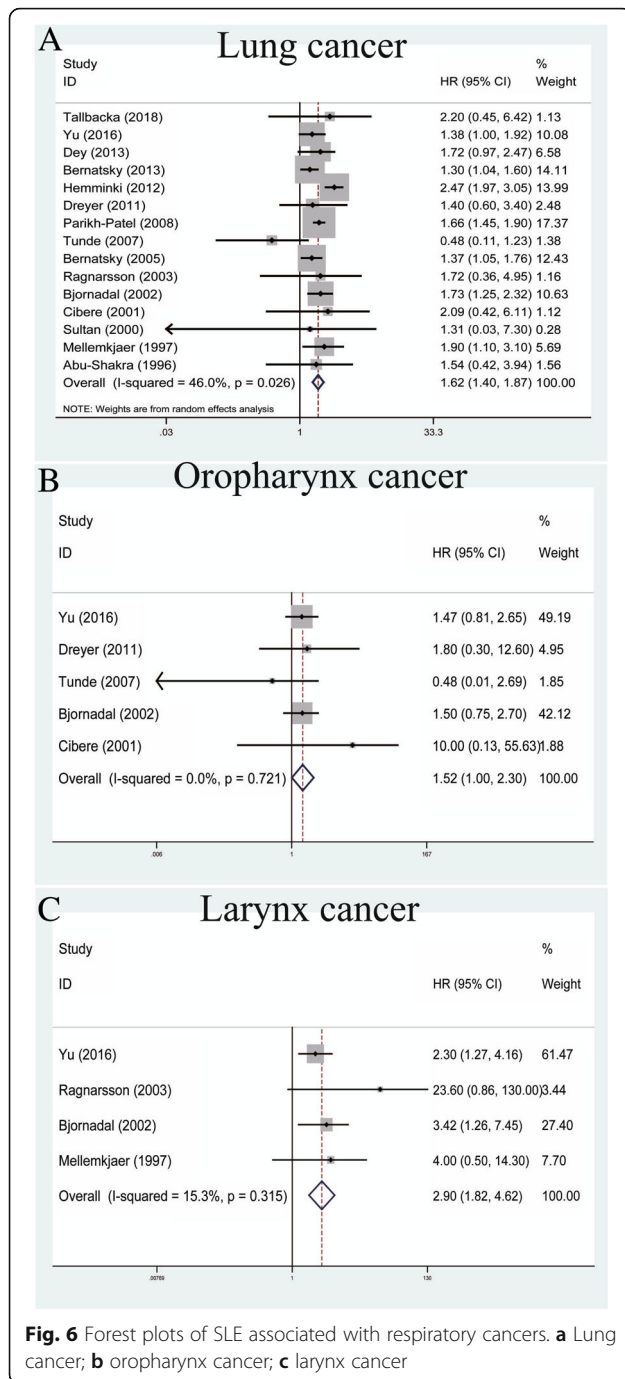 A Lung cancer
Study %
ID HR (95% CI) Weight
Tallbacka (2018) 2.20 (0.45, 6.42) 1.13
Yu (2016) 1.38 (1.00, 1.92) 10.08
Dey (2013) 1.72 (0.97, 2.47) 6.58
Bernatsky (2013) 1.30 (1.04, 1.60) 14.11
Hemminki (2012) 2.47 (1.97, 3.05) 13.99
Dreyer (2011) 1.40 (0.60, 3.40) 2.48
Parikh-Patel (2008) 1.66 (1.45, 1.90) 17.37
Tunde (2007) 0.48 (0.11, 1.23) 1.38
Bernatsky (2005) 1.37 (1.05, 1.76) 12.43
Ragnarsson (2003) 1.72 (0.36, 4.95) 1.16
Bjornadal (2002) 1.73 (1.25, 2.32) 10.63
Cibere (2001) 2.09 (0.42, 6.11) 1.12
Sultan (2000) 1.31 (0.03, 7.30) 0.28
Mellemkjaer (1997) 1.90 (1.10, 3.10) 5.69
Abu-Shakra (1996) 1.54 (0.42, 3.94) 1.56
Overall (I-squared = 46.0%, p = 0.026) 1.62 (1.40, 1.87) 100.00
NOTE: Weights are from random effects analysis
.03 1 33.3
B Oropharynx cancer
Study %
ID HR (95% CI) Weight
Yu (2016) 1.47 (0.81, 2.65) 49.19
Dreyer (2011) 1.80 (0.30, 12.60) 4.95
Tunde (2007) 0.48 (0.01, 2.69) 1.85
Bjornadal (2002) 1.50 (0.75, 2.70) 42.12
Cibere (2001) 10.00 (0.13, 55.63)1.88
Overall (I-squared = 0.0%, p = 0.721) 1.52 (1.00, 2.30) 100.00
.006 1 167
C Larynx cancer
Study %
ID HR (95% CI) Weight
Yu (2016) 2.30 (1.27, 4.16) 61.47
Ragnarsson (2003) 23.60 (0.86, 130.00)3.44
Bjornadal (2002) 3.42 (1.26, 7.45) 27.40
Mellemkjaer (1997) 4.00 (0.50, 14.30) 7.70
Overall (I-squared = 15.3%, p = 0.315) 2.90 (1.82, 4.62) 100.00
.00769 1 130
Fig. 6 Forest plots of SLE associated with respiratory cancers. a Lung
cancer; b oropharynx cancer; c larynx cancer